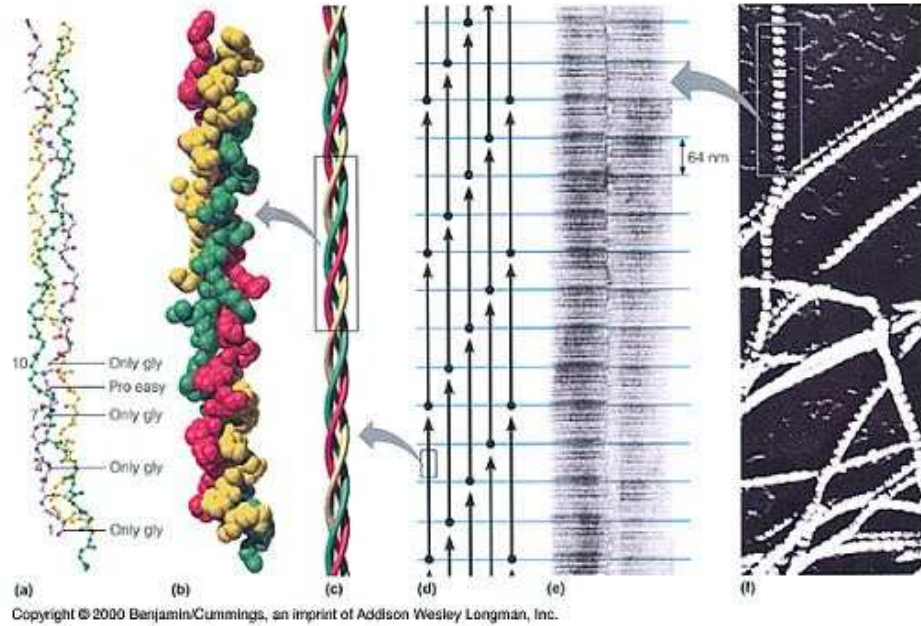 64 nm
10
Only gly
Pro easy
7
Only gly
Only gly
1
Only gly
(a)
(b)
(c)
(d)
(e)
(f)
Copyright © 2000 Benjamin/Cummings, an imprint of Addison Wesley Longman, Inc.